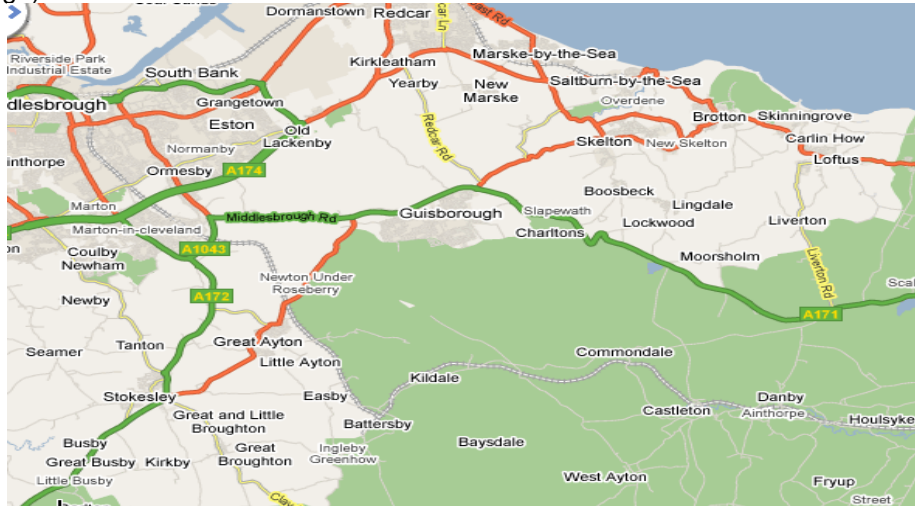 Dormanstown
Redcar
Riverside Park
Industrial Estate
South Bank
Kirkleatham
Marske-by-the-Sea
dlesbrough
Grangetown
Yearby
New
Marske
Saltburn-by-the-Sea
Overdene
Eston
Old
Lackenby
Redcar Rd
Brotton
Skinningrove
Normanby
Skelton
New Skelton
Carlin How
Loftus
inthorpe
Ormesby
A174
Boosbeck
Lingdale
Marton
Middlesbrough Rd
Guisborough
Slapewath
Lockwood
Liverton
Marton-in-cleveland
Charltons
on
Coulby
Newham
A1043
Moorsholm
Liverton Rd
Newton Under
Roseberry
Newby
A172
Scal
A171
Seamer
Tanton
Great Ayton
Little Ayton
Commondale
Kildale
Stokesley
Easby
Danby
Great and Little
Broughton
Battersby
Castleton
Ainthorpe
Houlsyke
Busby
Great
Broughton
Ingleby
Greenhow
Baysdale
Great Busby
Kirkby
Little Busby
West Ayton
Fryup
Street